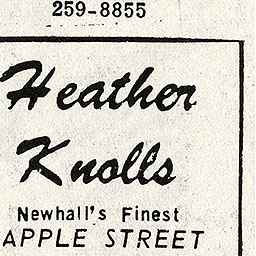 259-8855
Heather
Knolls
Newhall's Finest
APPLE STREET